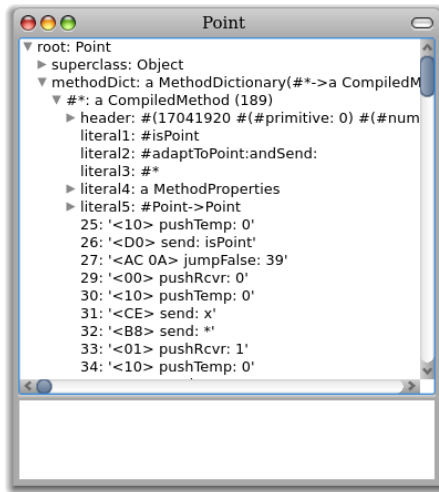 Point
root: Point
superclass: Object
methodDict: a MethodDictionary(#*->a CompiledM
#*: a CompiledMethod (189)
header: #(17041920 #(#primitive: 0) #(#num
literal1: #isPoint
literal2: #adaptToPoint:andSend:
literal3: #*
literal4: a MethodProperties
literal5: #Point->Point
25: '<10> pushTemp: 0'
26: '<D0> send: isPoint'
27: '<AC 0A> jumpFalse: 39'
29: '<00> pushRcvr: 0'
30: '<10> pushTemp: 0'
31: '<CE> send: x'
32: '<B8> send: *'
33: '<01> pushRcvr: 1'
34: '<10> pushTemp: 0'